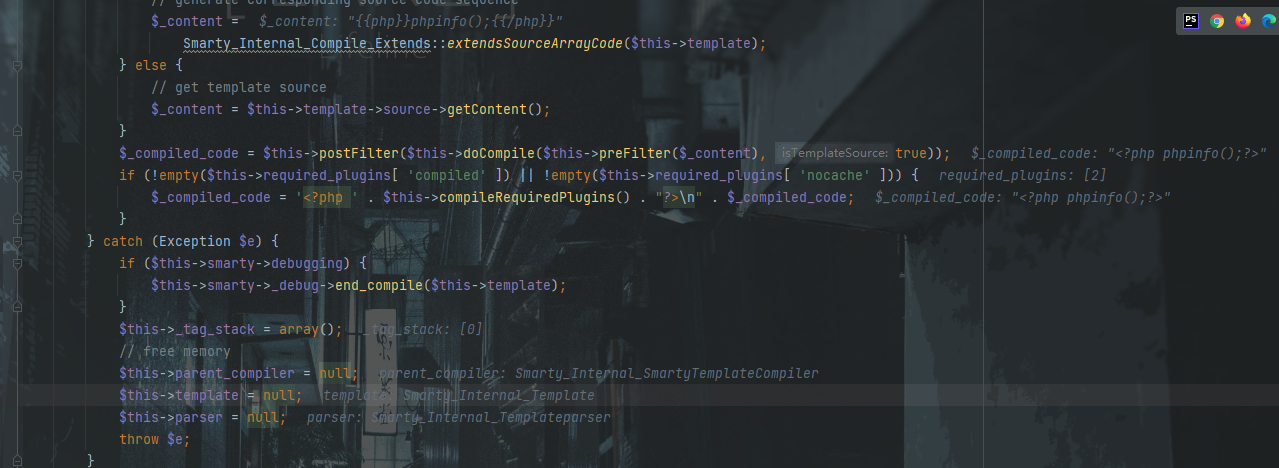 // generate corresponding source code sequence
$_content =   $_content: "{{php}}phpinfo();{{/php}}"
Smarty_Internal_Compile_Extends::extendsSourceArrayCode($this->template);
} else {
// get template source
$_content = $this->template->source->getContent();
}
$_compiled_code = $this->postFilter($this->doCompile($this->preFilter($_content), isTemplateSource: true));   $_compiled_code: "<?php phpinfo();?>"
if (!empty($this->required_plugins[ 'compiled' ]) || !empty($this->required_plugins[ 'nocache' ])) {   required_plugins: [2]
$_compiled_code = '<?php ' . $this->compileRequiredPlugins() . "?>\n" . $_compiled_code;   $_compiled_code: "<?php phpinfo();?>"
}
} catch (Exception $e) {
if ($this->smarty->debugging) {
$this->smarty->_debug->end_compile($this->template);
}
$this->_tag_stack = array();   _tag_stack: [0]
// free memory
$this->parent_compiler = null;   parent_compiler: Smarty_Internal_SmartyTemplateCompiler
$this->template = null;   template: Smarty_Internal_Template
$this->parser = null;   parser: Smarty_Internal_Templateparser
throw $e;
}
PS